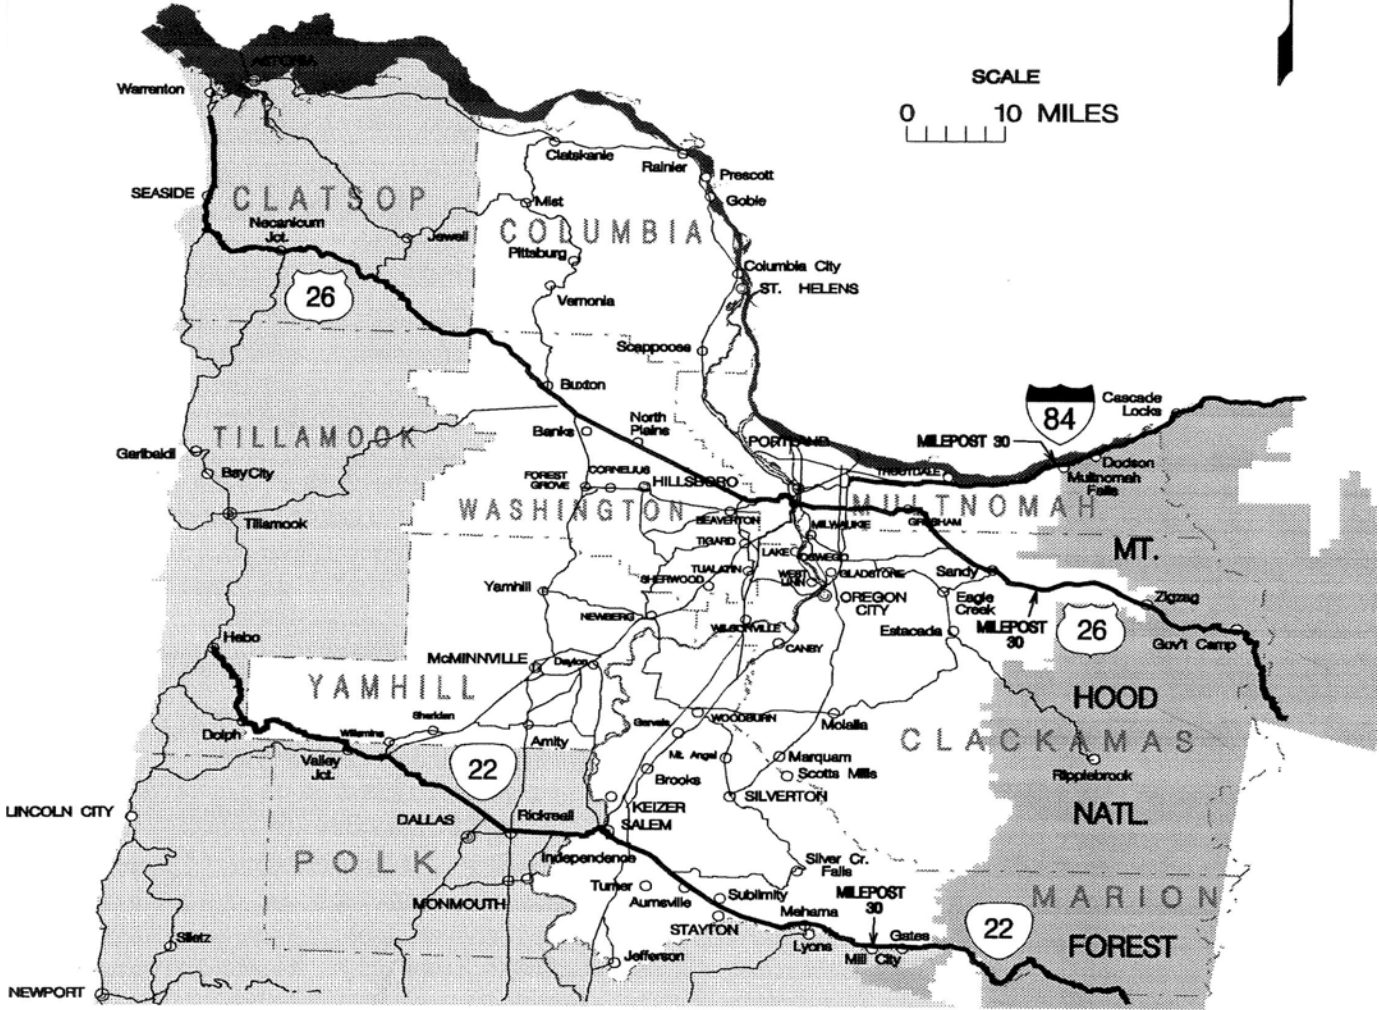 ASTORIA
Warrenton
SCALE
0 10 MILES
Clatskanie
Rainier
Prescott
SEASIDE
CLATSOP
Mist
Goble
Necanicum
Jct.
Jewell
COLUMBIA
Pittsburg
Columbia City
26
Vernonia
ST. HELENS
Scappoose
Buxton
Cascade
Locks
84
North
Plains
Banks
TILLAMOOK
PORTLAND
MILEPOST 30
Garibaldi
Bay City
Dodson
Multnomah
Falls
CORNELIUS
FOREST
GROVE
HILLSBORO
TROUTDALE
WASHINGTON
MULTNOMAH
Tillamook
BEAVERTON
MILWAUKIE
GRESHAM
TIGARD
LAKE
OSWEGO
MT.
TUALATIN
WEST
LINN
GLADSTONE
Sandy
SHERWOOD
Yamhill
OREGON
CITY
Eagle
Creek
Zigzag
NEWBERG
WILSONVILLE
Estacada
MILEPOST
30
26
Hebo
CANBY
Gov't Camp
McMINNVILLE
Dayton
YAMHILL
HOOD
Sheridan
Gervais
WOODBURN
Molalla
Dolph
Willamina
Amity
CLACKAMAS
Valley
Jct.
22
Mt. Angel
Marquam
Brooks
Scotts Mills
Ripplebrook
LINCOLN CITY
DALLAS
Rickreall
KEIZER
SILVERTON
SALEM
NATL.
POLK
Independence
Silver Cr.
Falls
Turner
Aumsville
Sublimity
MILEPOST
30
MARION
MONMOUTH
STAYTON
Mehama
22
Siletz
Lyons
Gates
FOREST
Jefferson
Mill City
NEWPORT